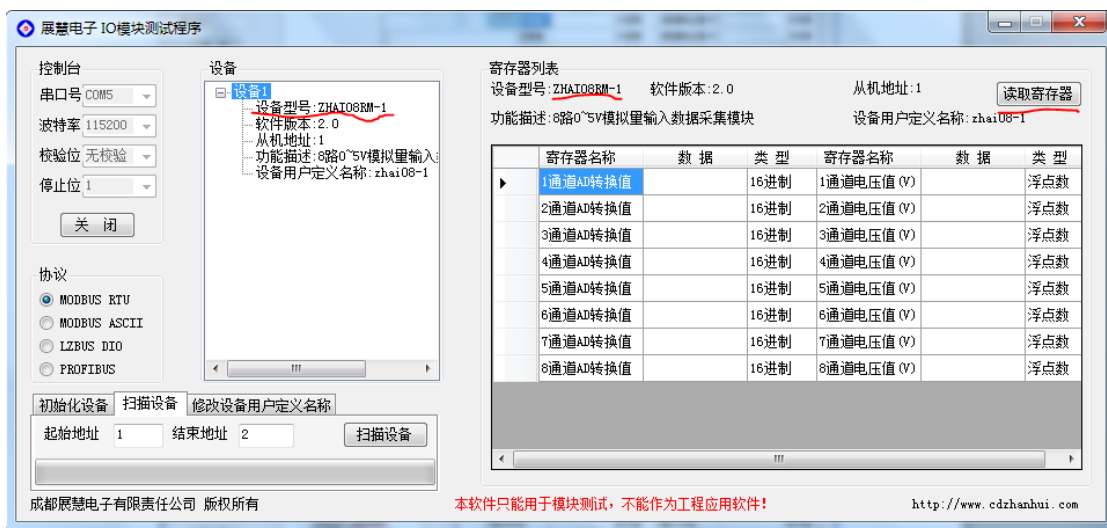 展慧电子 IO模块测试程序
控制台
串口号 COM5
波特率 115200
校验位 无校验
停止位 1
关 闭
协议
MODBUS RTU
MODBUS ASCII
LZBUS DIO
PROFIBUS
设备
设备1
设备型号:ZHAIO8RM-1
软件版本:2.0
从机地址:1
功能描述:8路0~5V模拟量输入
设备用户定义名称:zhai08-1
初始化设备 扫描设备 修改设备用户定义名称
起始地址 1 结束地址 2 扫描设备
寄存器列表
设备型号:ZHAIO8RM-1 软件版本:2.0 从机地址:1 读取寄存器
功能描述:8路0~5V模拟量输入数据采集模块 设备用户定义名称:zhai08-1
寄存器名称 数 据 类 型 寄存器名称 数 据 类 型
1通道AD转换值 16进制 1通道电压值(V) 浮点数
2通道AD转换值 16进制 2通道电压值(V) 浮点数
3通道AD转换值 16进制 3通道电压值(V) 浮点数
4通道AD转换值 16进制 4通道电压值(V) 浮点数
5通道AD转换值 16进制 5通道电压值(V) 浮点数
6通道AD转换值 16进制 6通道电压值(V) 浮点数
7通道AD转换值 16进制 7通道电压值(V) 浮点数
8通道AD转换值 16进制 8通道电压值(V) 浮点数
成都展慧电子有限责任公司 版权所有 本软件只能用于模块测试，不能作为工程应用软件！ http://www.cdzhanhui.com